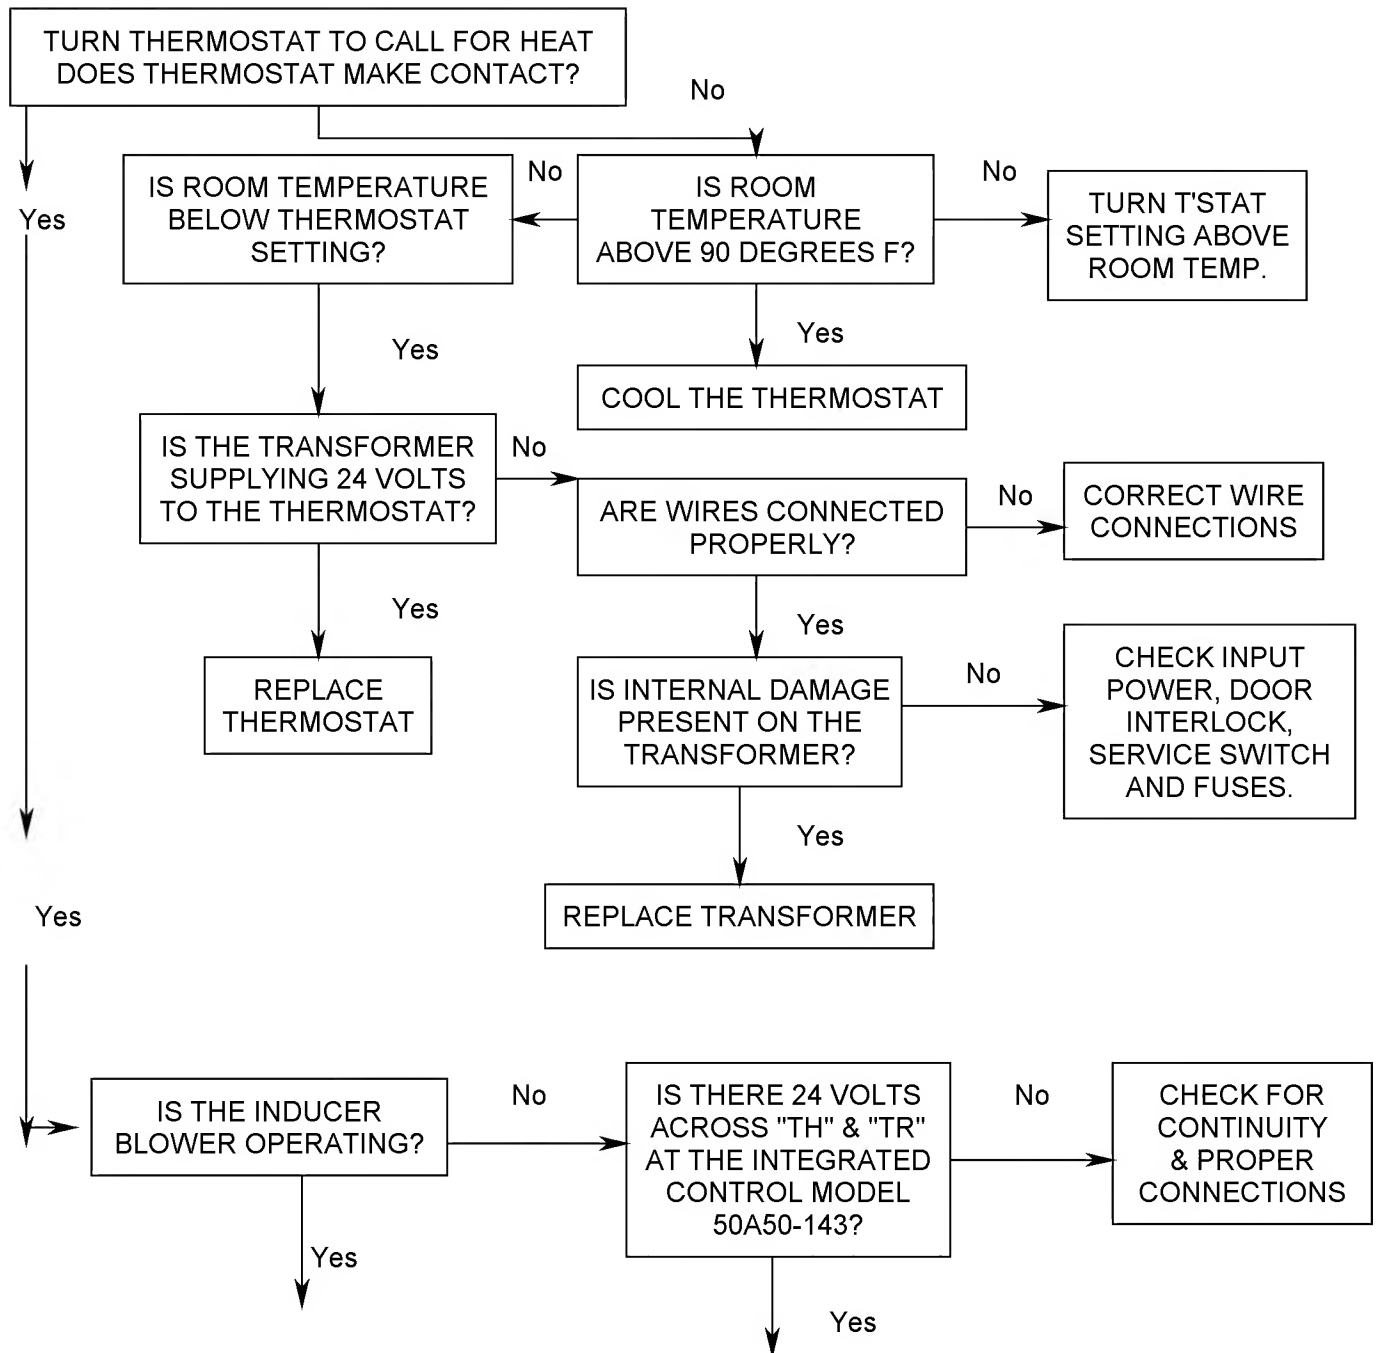 TURN THERMOSTAT TO CALL FOR HEAT
DOES THERMOSTAT MAKE CONTACT?
No
Yes
IS ROOM TEMPERATURE
BELOW THERMOSTAT
SETTING?
No
IS ROOM
TEMPERATURE
ABOVE 90 DEGREES F?
No
TURN T'STAT
SETTING ABOVE
ROOM TEMP.
Yes
Yes
COOL THE THERMOSTAT
IS THE TRANSFORMER
SUPPLYING 24 VOLTS
TO THE THERMOSTAT?
No
ARE WIRES CONNECTED
PROPERLY?
No
CORRECT WIRE
CONNECTIONS
Yes
Yes
REPLACE
THERMOSTAT
IS INTERNAL DAMAGE
PRESENT ON THE
TRANSFORMER?
No
CHECK INPUT
POWER, DOOR
INTERLOCK,
SERVICE SWITCH
AND FUSES.
Yes
REPLACE TRANSFORMER
Yes
IS THE INDUCER
BLOWER OPERATING?
No
IS THERE 24 VOLTS
ACROSS "TH" & "TR"
AT THE INTEGRATED
CONTROL MODEL
50A50-143?
No
CHECK FOR
CONTINUITY
& PROPER
CONNECTIONS
Yes
Yes